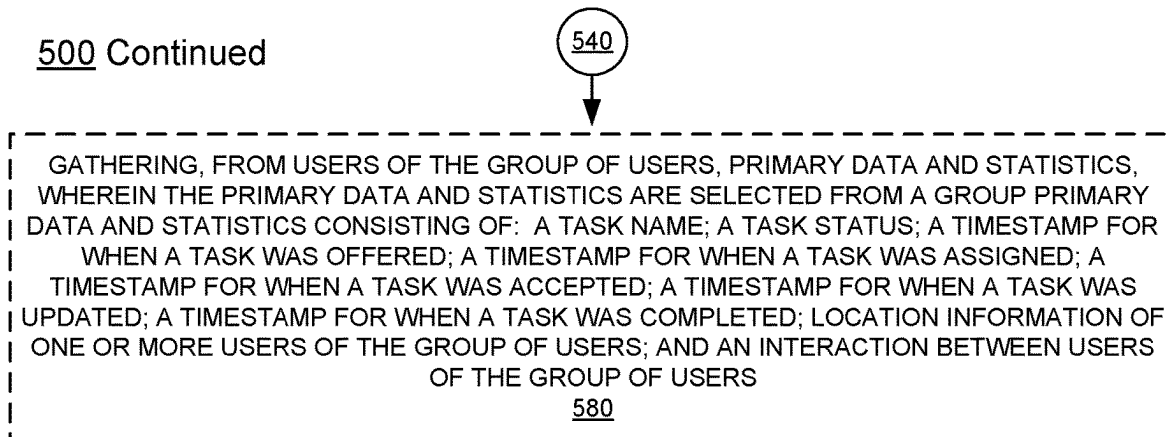 500 Continued
540
GATHERING, FROM USERS OF THE GROUP OF USERS, PRIMARY DATA AND STATISTICS,
WHEREIN THE PRIMARY DATA AND STATISTICS ARE SELECTED FROM A GROUP PRIMARY
DATA AND STATISTICS CONSISTING OF: A TASK NAME; A TASK STATUS; A TIMESTAMP FOR
WHEN A TASK WAS OFFERED; A TIMESTAMP FOR WHEN A TASK WAS ASSIGNED; A
TIMESTAMP FOR WHEN A TASK WAS ACCEPTED; A TIMESTAMP FOR WHEN A TASK WAS
UPDATED; A TIMESTAMP FOR WHEN A TASK WAS COMPLETED; LOCATION INFORMATION OF
ONE OR MORE USERS OF THE GROUP OF USERS; AND AN INTERACTION BETWEEN USERS
OF THE GROUP OF USERS
580